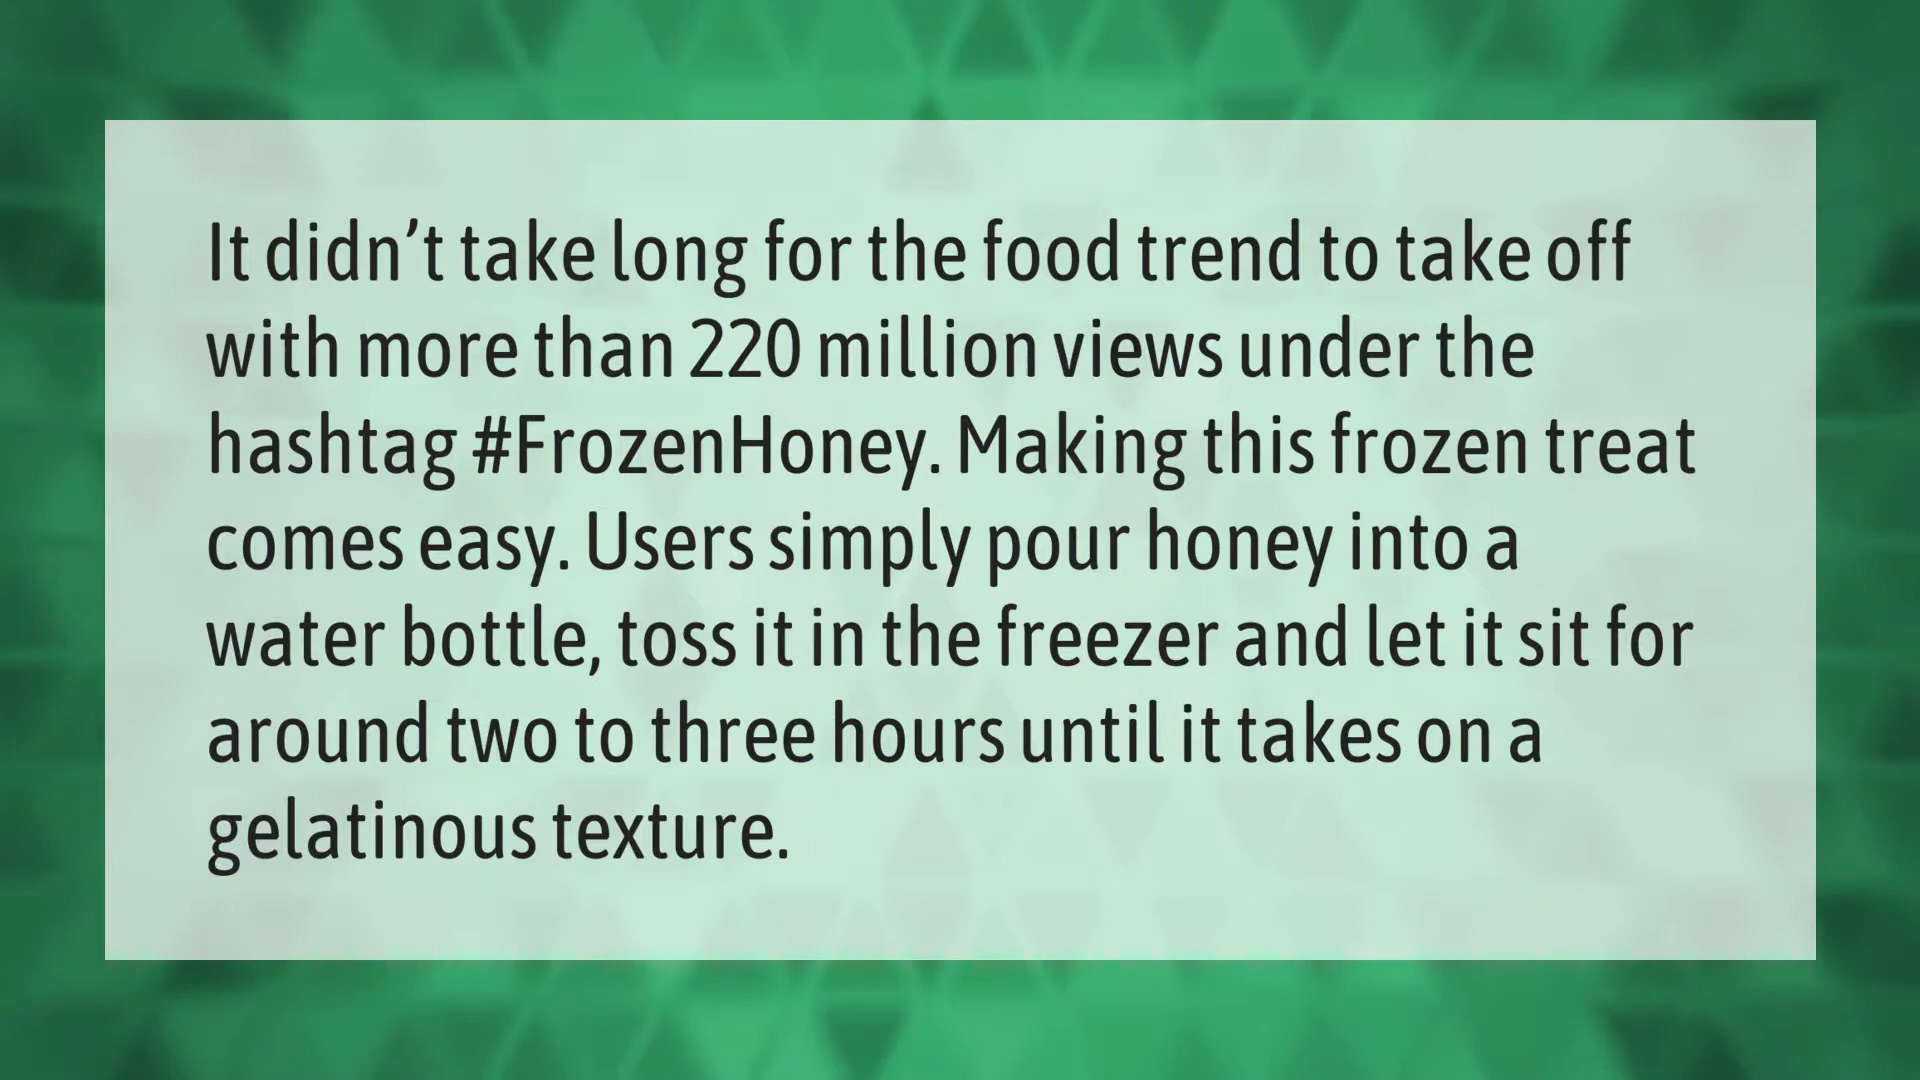 It didn’t take long for the food trend to take off
with more than 220 million views under the
hashtag #FrozenHoney. Making this frozen treat
comes easy. Users simply pour honey into a
water bottle, toss it in the freezer and let it sit for
around two to three hours until it takes on a
gelatinous texture.